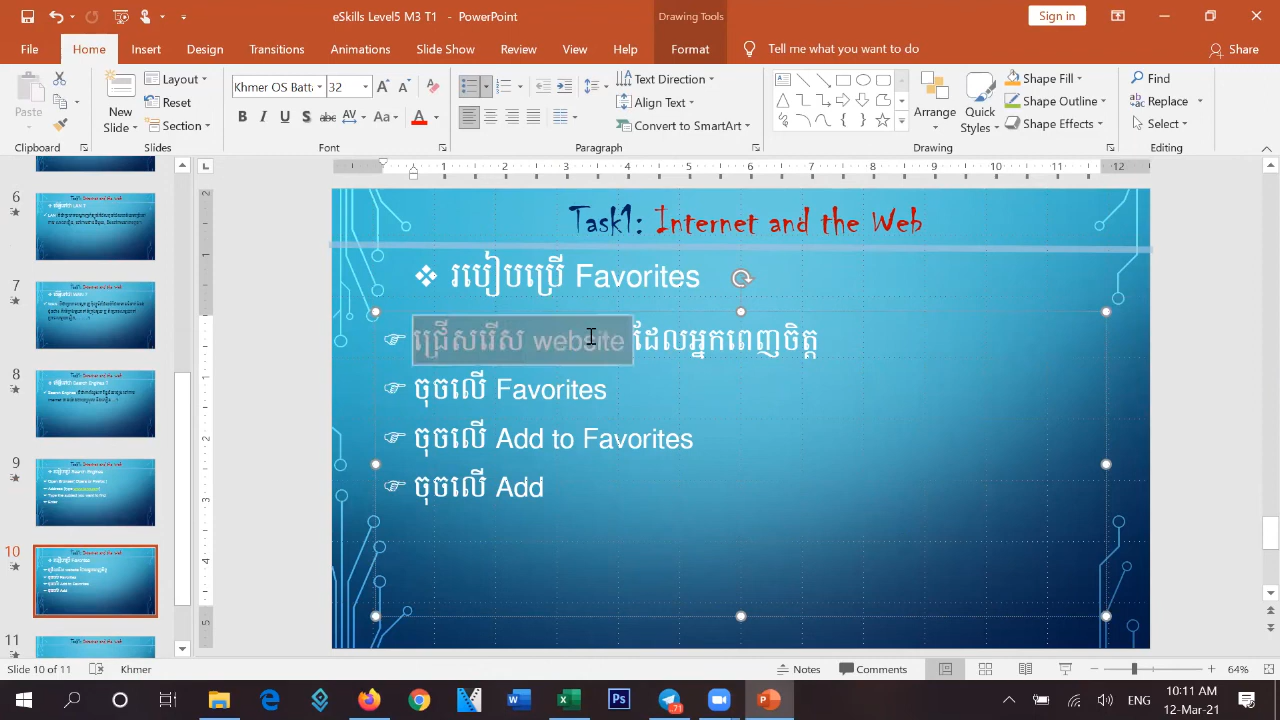 eSkills Level5 M3 T1 - PowerPoint
Drawing Tools
Sign in
File Home Insert Design Transitions Animations Slide Show Review View Help Format Tell me what you want to do Share
Paste
New Slide
Layout
Reset
Section
Khmer OS Batt
32
Text Direction
Align Text
Convert to SmartArt
Arrange
Quick Styles
Shape Fill
Shape Outline
Shape Effects
Find
Replace
Select
Clipboard Slides Font Paragraph Drawing Editing
6
7
8
9
10
11
Task1: Internet and the Web
❖ របៀបប្រើ Favorites
☞ ជ្រើសរើស website ដែលអ្នកពេញចិត្ត
☞ ចុចលើ Favorites
☞ ចុចលើ Add to Favorites
☞ ចុចលើ Add
Slide 10 of 11 Khmer Notes Comments 64%
ENG
10:11 AM
12-Mar-21